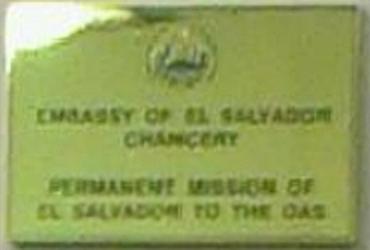 EMBASSY OF EL SALVADOR
CHANCERY
PERMANENT MISSION OF
EL SALVADOR TO THE OAS